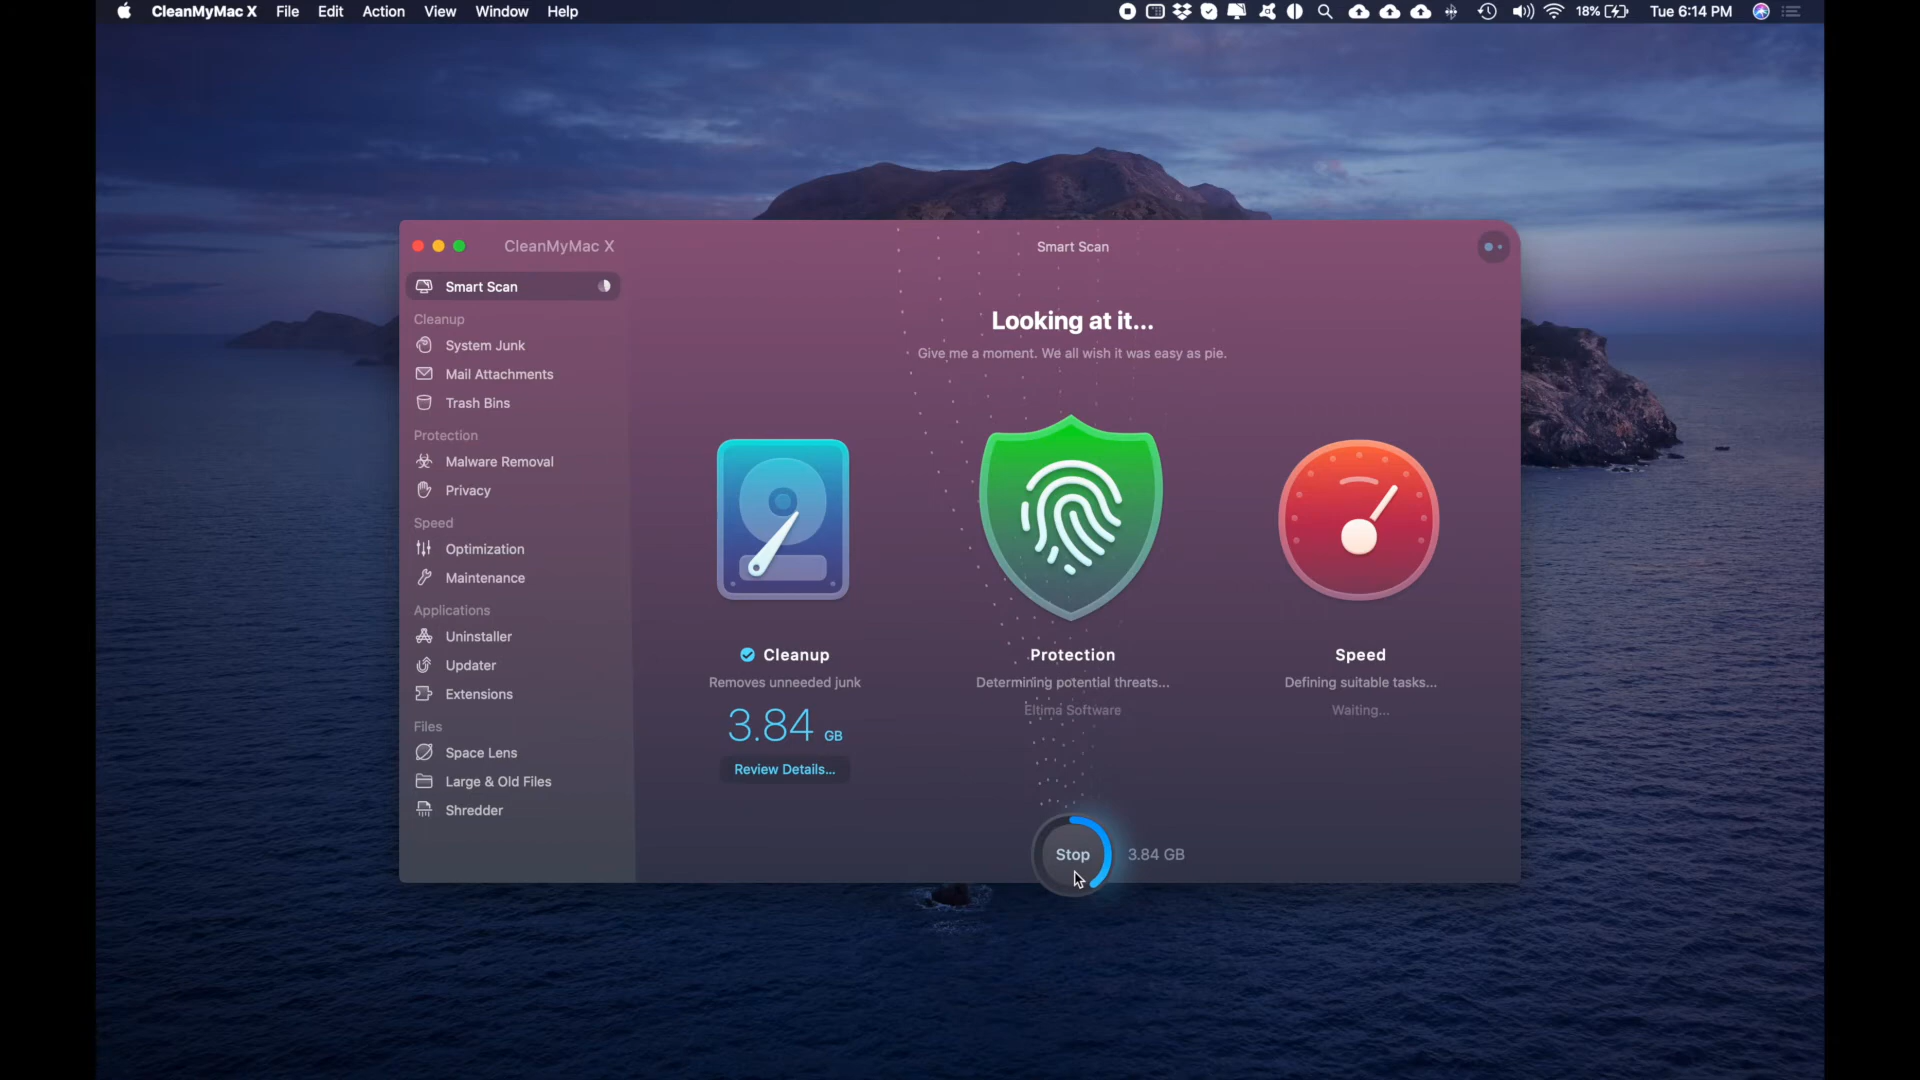 CleanMyMac X File Edit Action View Window Help 18% Tue 6:14 PM
CleanMyMac X
Smart Scan
Smart Scan
Cleanup
System Junk
Mail Attachments
Trash Bins
Protection
Malware Removal
Privacy
Speed
Optimization
Maintenance
Applications
Uninstaller
Updater
Extensions
Files
Space Lens
Large & Old Files
Shredder
Looking at it...
Give me a moment. We all wish it was easy as pie.
Cleanup
Removes unneeded junk
3.84 GB
Review Details...
Protection
Determining potential threats...
Eltima Software
Speed
Defining suitable tasks...
Waiting...
Stop
3.84 GB